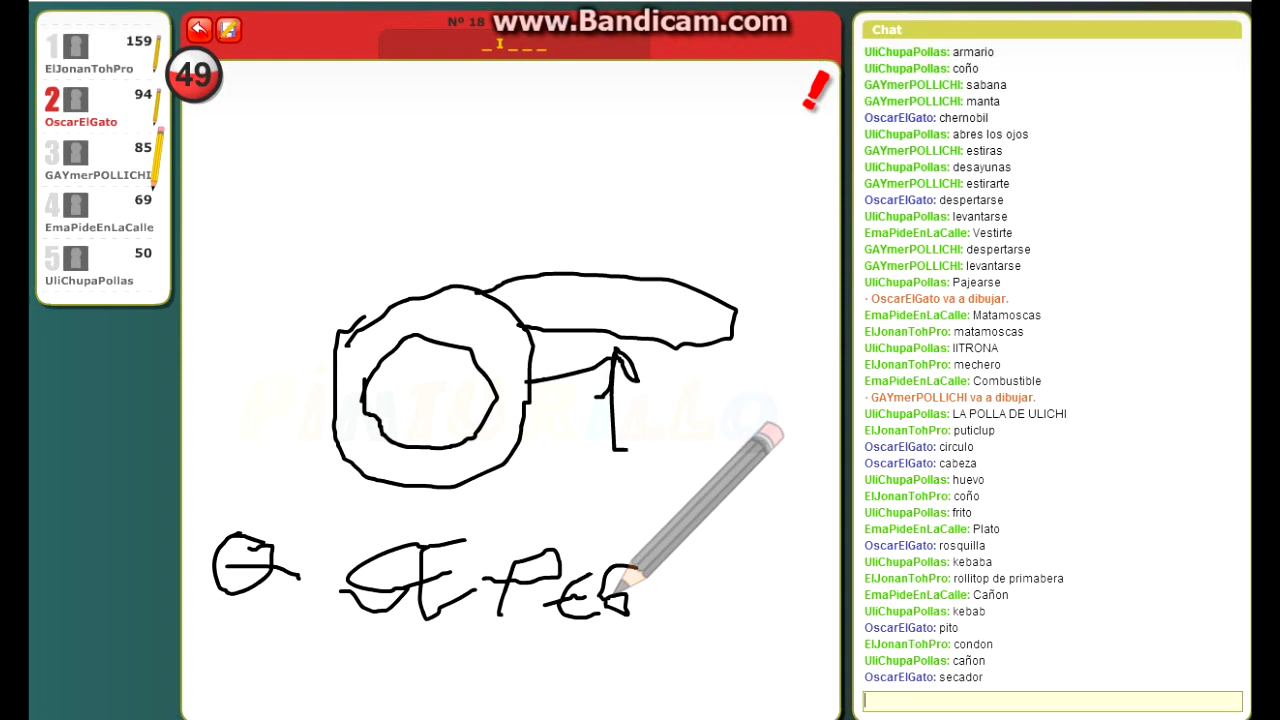 Nº 18
www.Bandicam.com
_I___
49
1 159
ElJonanTohPro
2 94
OscarElGato
3 85
GAYmerPOLLICHI
4 69
EmaPideEnLaCalle
5 50
UliChupaPollas
Chat
UliChupaPollas: armario
UliChupaPollas: coño
GAYmerPOLLICHI: sabana
GAYmerPOLLICHI: manta
OscarElGato: chernobil
UliChupaPollas: abres los ojos
GAYmerPOLLICHI: estiras
UliChupaPollas: desayunas
GAYmerPOLLICHI: estirarte
OscarElGato: despertarse
UliChupaPollas: levantarse
EmaPideEnLaCalle: Vestirte
GAYmerPOLLICHI: despertarse
GAYmerPOLLICHI: levantarse
UliChupaPollas: Pajearse
· OscarElGato va a dibujar.
EmaPideEnLaCalle: Matamoscas
ElJonanTohPro: matamoscas
UliChupaPollas: lITRONA
ElJonanTohPro: mechero
EmaPideEnLaCalle: Combustible
· GAYmerPOLLICHI va a dibujar.
UliChupaPollas: LA POLLA DE ULICHI
ElJonanTohPro: puticlup
OscarElGato: circulo
OscarElGato: cabeza
UliChupaPollas: huevo
ElJonanTohPro: coño
UliChupaPollas: frito
EmaPideEnLaCalle: Plato
OscarElGato: rosquilla
UliChupaPollas: kebaba
ElJonanTohPro: rollitop de primabera
EmaPideEnLaCalle: Cañon
UliChupaPollas: kebab
OscarElGato: pito
ElJonanTohPro: condon
UliChupaPollas: cañon
OscarElGato: secador